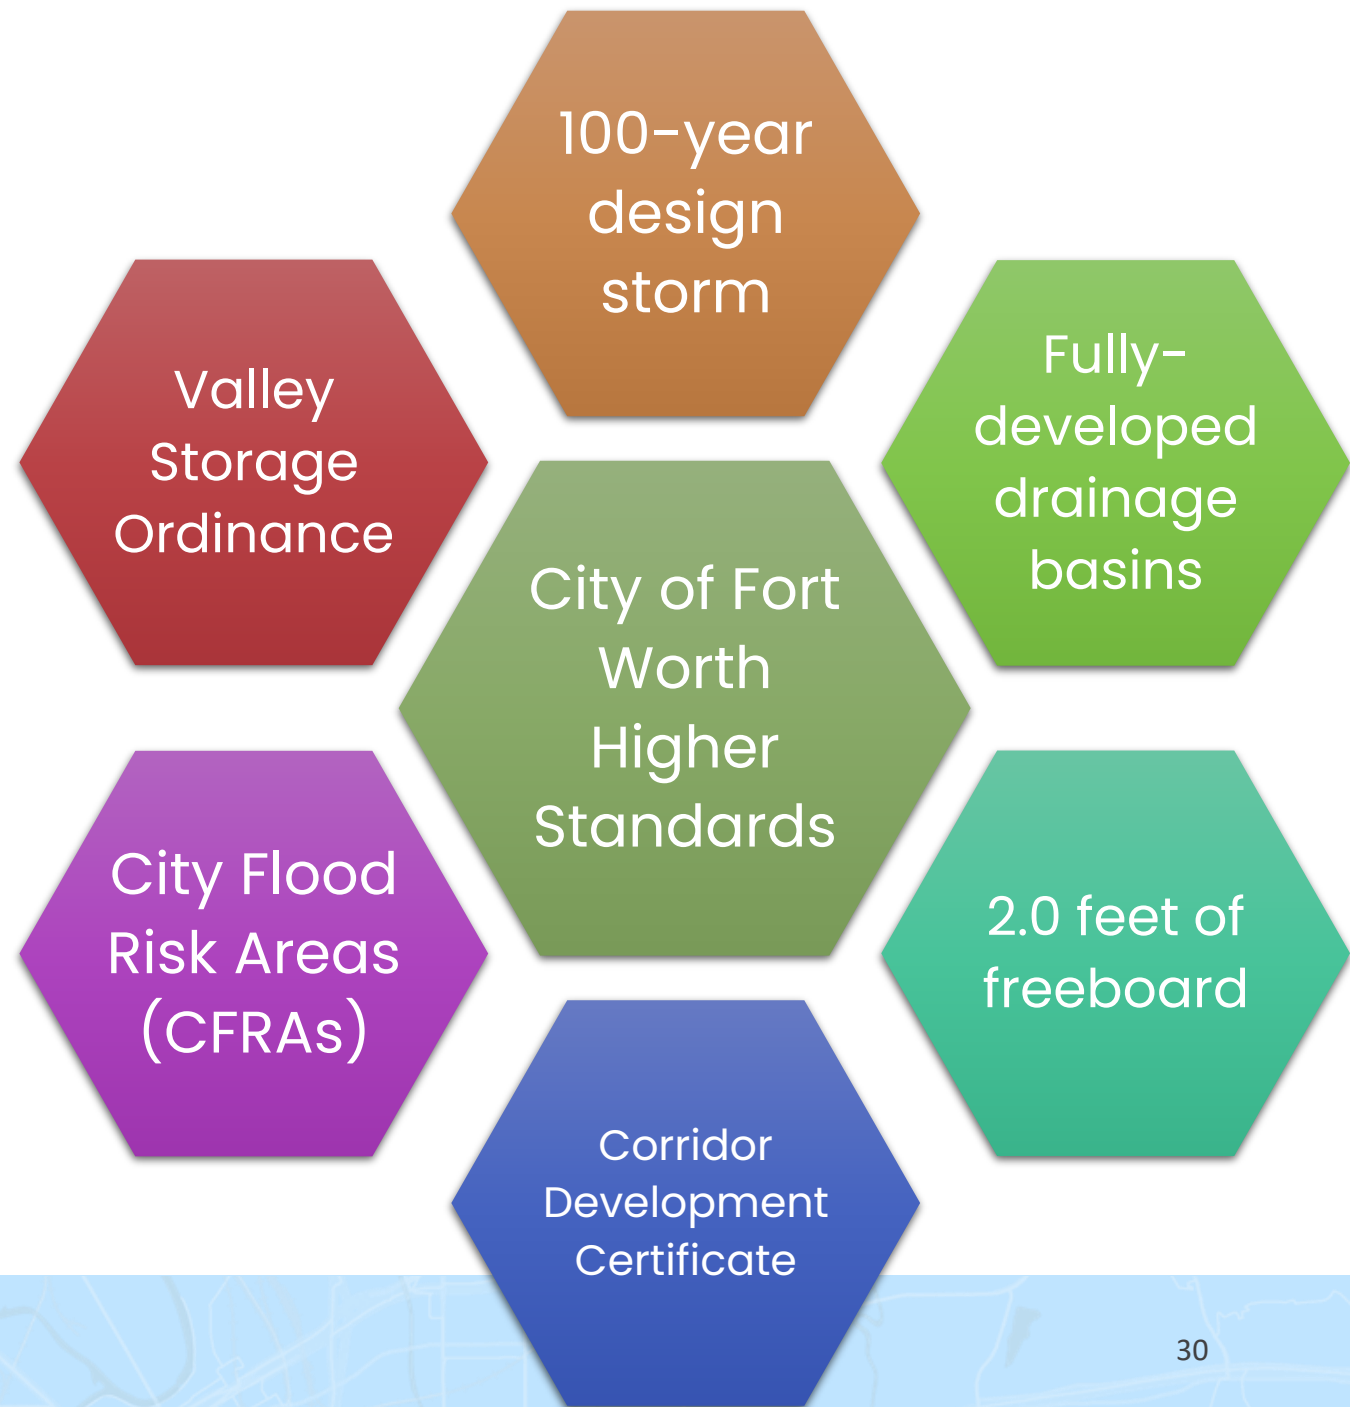 100-year
design
storm
Valley
Storage
Ordinance
Fully-
developed
drainage
basins
City of Fort
Worth
Higher
Standards
City Flood
Risk Areas
(CFRAs)
2.0 feet of
freeboard
Corridor
Development
Certificate
30